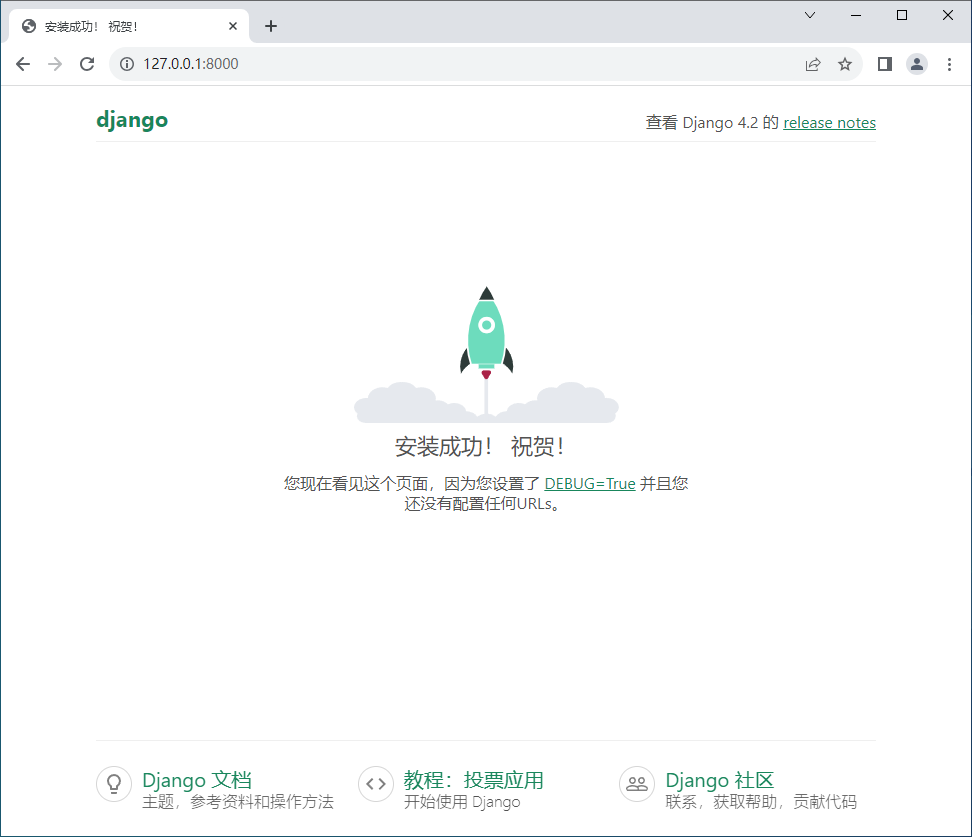 安装成功！ 祝贺！
127.0.0.1:8000
django
查看 Django 4.2 的 release notes
安装成功！ 祝贺！
您现在看见这个页面，因为您设置了 DEBUG=True 并且您
还没有配置任何URLs。
Django 文档
主题，参考资料和操作方法
教程：投票应用
开始使用 Django
Django 社区
联系，获取帮助，贡献代码